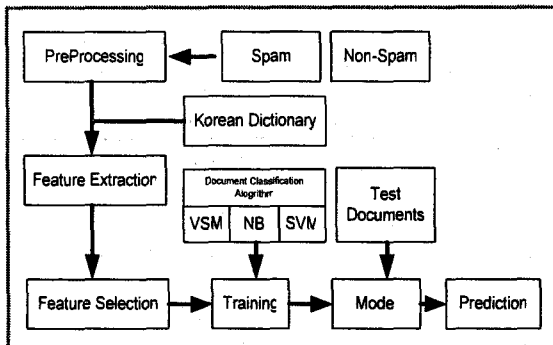 PreProcessing
Spam
Non-Spam
Korean Dictionary
Feature Extraction
Document Classification
Alogrithm
VSM NB SVM
Test
Documents
Feature Selection
Training
Mode
Prediction